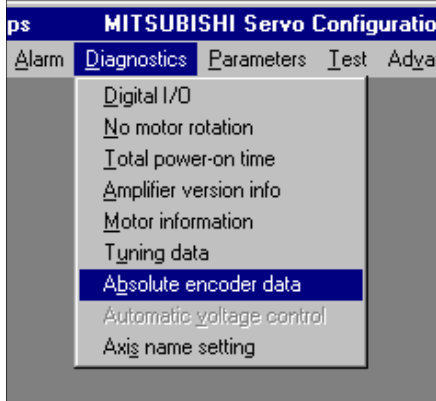 ps MITSUBISHI Servo Configuratio
Alarm Diagnostics Parameters Test Adva
Digital I/O
No motor rotation
Total power-on time
Amplifier version info
Motor information
Tuning data
Absolute encoder data
Automatic voltage control
Axis name setting